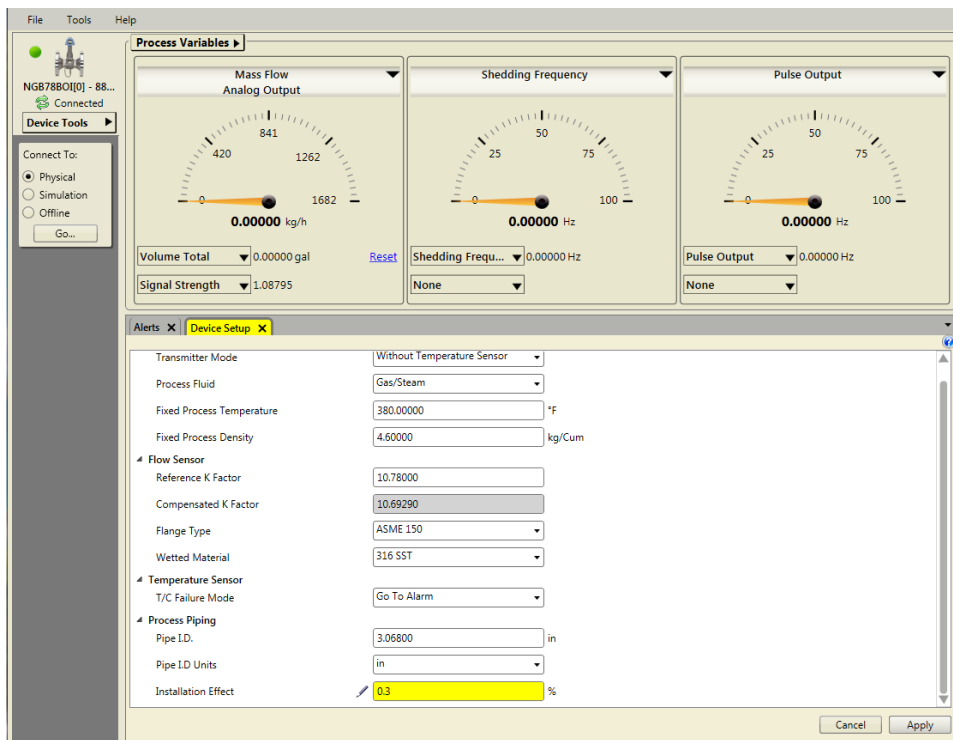 File Tools Help
NGB78BOI[0] - 88...
Connected
Device Tools
Connect To:
Physical
Simulation
Offline
Go...
Process Variables
Mass Flow
Analog Output
0 420 841 1262 1682
0.00000 kg/h
Volume Total 0.00000 gal Reset
Signal Strength 1.08795
Shedding Frequency
0 25 50 75 100
0.00000 Hz
Shedding Frequ... 0.00000 Hz
None
Pulse Output
0 25 50 75 100
0.00000 Hz
Pulse Output 0.00000 Hz
None
Alerts X Device Setup X
Transmitter Mode Without Temperature Sensor
Process Fluid Gas/Steam
Fixed Process Temperature 380.00000 °F
Fixed Process Density 4.60000 kg/Cum
Flow Sensor
Reference K Factor 10.78000
Compensated K Factor 10.69290
Flange Type ASME 150
Wetted Material 316 SST
Temperature Sensor
T/C Failure Mode Go To Alarm
Process Piping
Pipe I.D. 3.06800 in
Pipe I.D Units in
Installation Effect 0.3 %
Cancel Apply